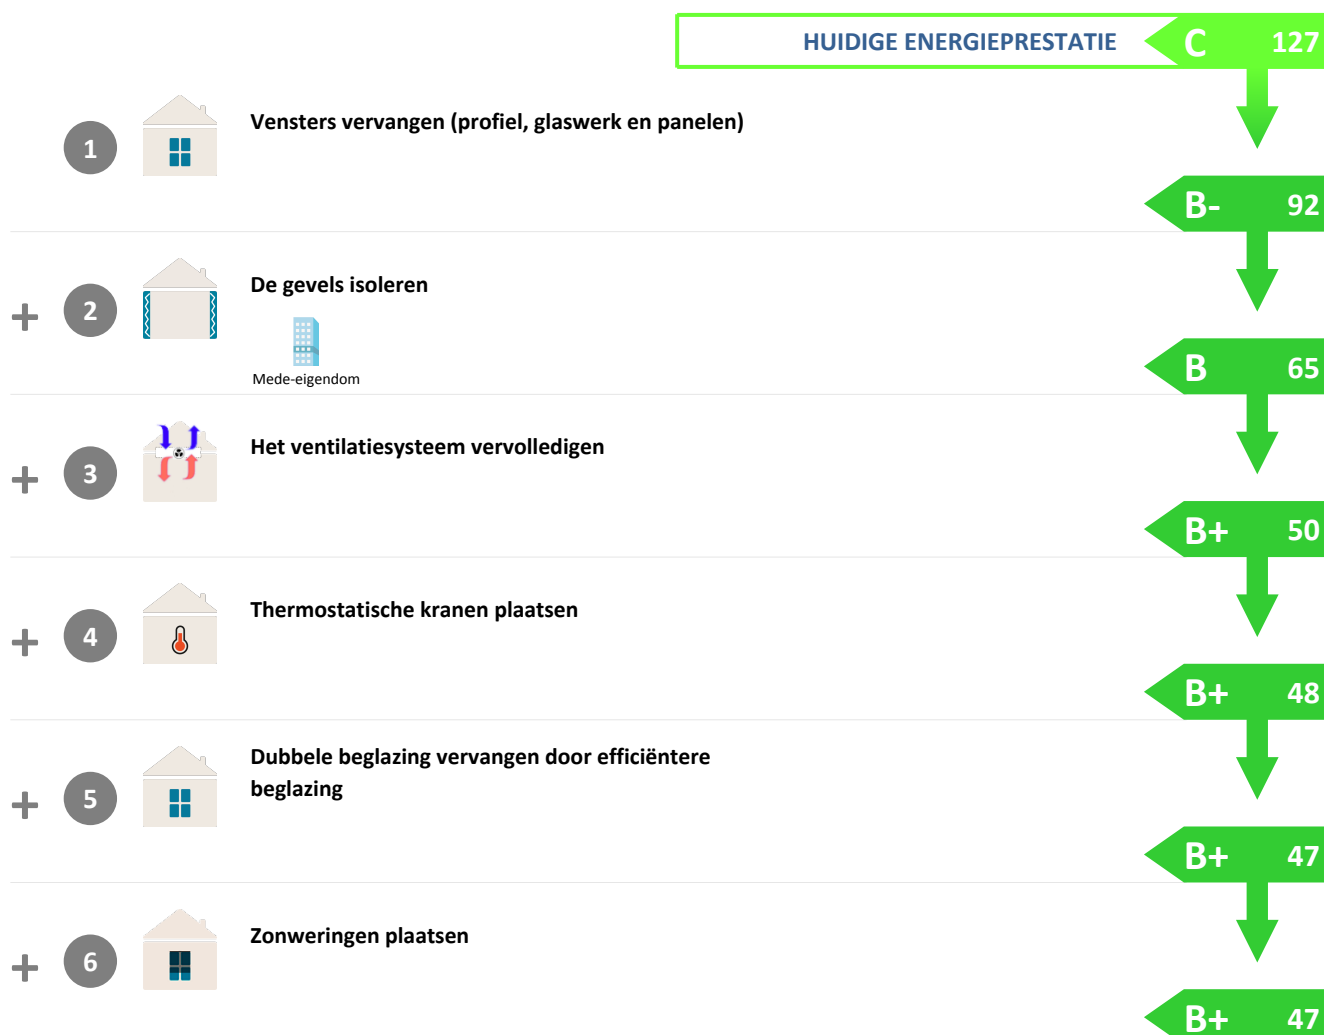 HUIDIGE ENERGIEPRESTATIE C 127
1 Vensters vervangen (profiel, glaswerk en panelen)
B- 92
+ 2 De gevels isoleren
Mede-eigendom
B 65
+ 3 Het ventilatiesysteem vervolledigen
B+ 50
+ 4 Thermostatische kranen plaatsen
B+ 48
+ 5 Dubbele beglazing vervangen door efficiëntere
beglazing
B+ 47
+ 6 Zonweringen plaatsen
B+ 47